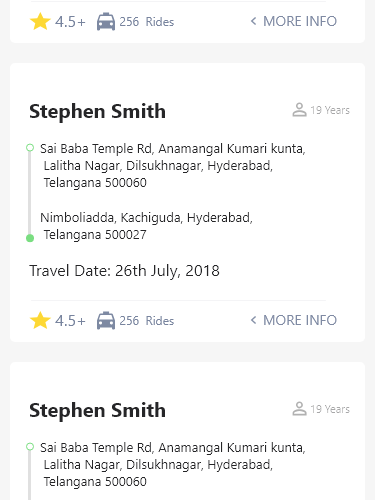 4.5+ 256 Rides MORE INFO
Stephen Smith 19 Years
Sai Baba Temple Rd, Anamangal Kumari kunta,
Lalitha Nagar, Dilsukhnagar, Hyderabad,
Telangana 500060
Nimboliadda, Kachiguda, Hyderabad,
Telangana 500027
Travel Date: 26th July, 2018
4.5+ 256 Rides MORE INFO
Stephen Smith 19 Years
Sai Baba Temple Rd, Anamangal Kumari kunta,
Lalitha Nagar, Dilsukhnagar, Hyderabad,
Telangana 500060